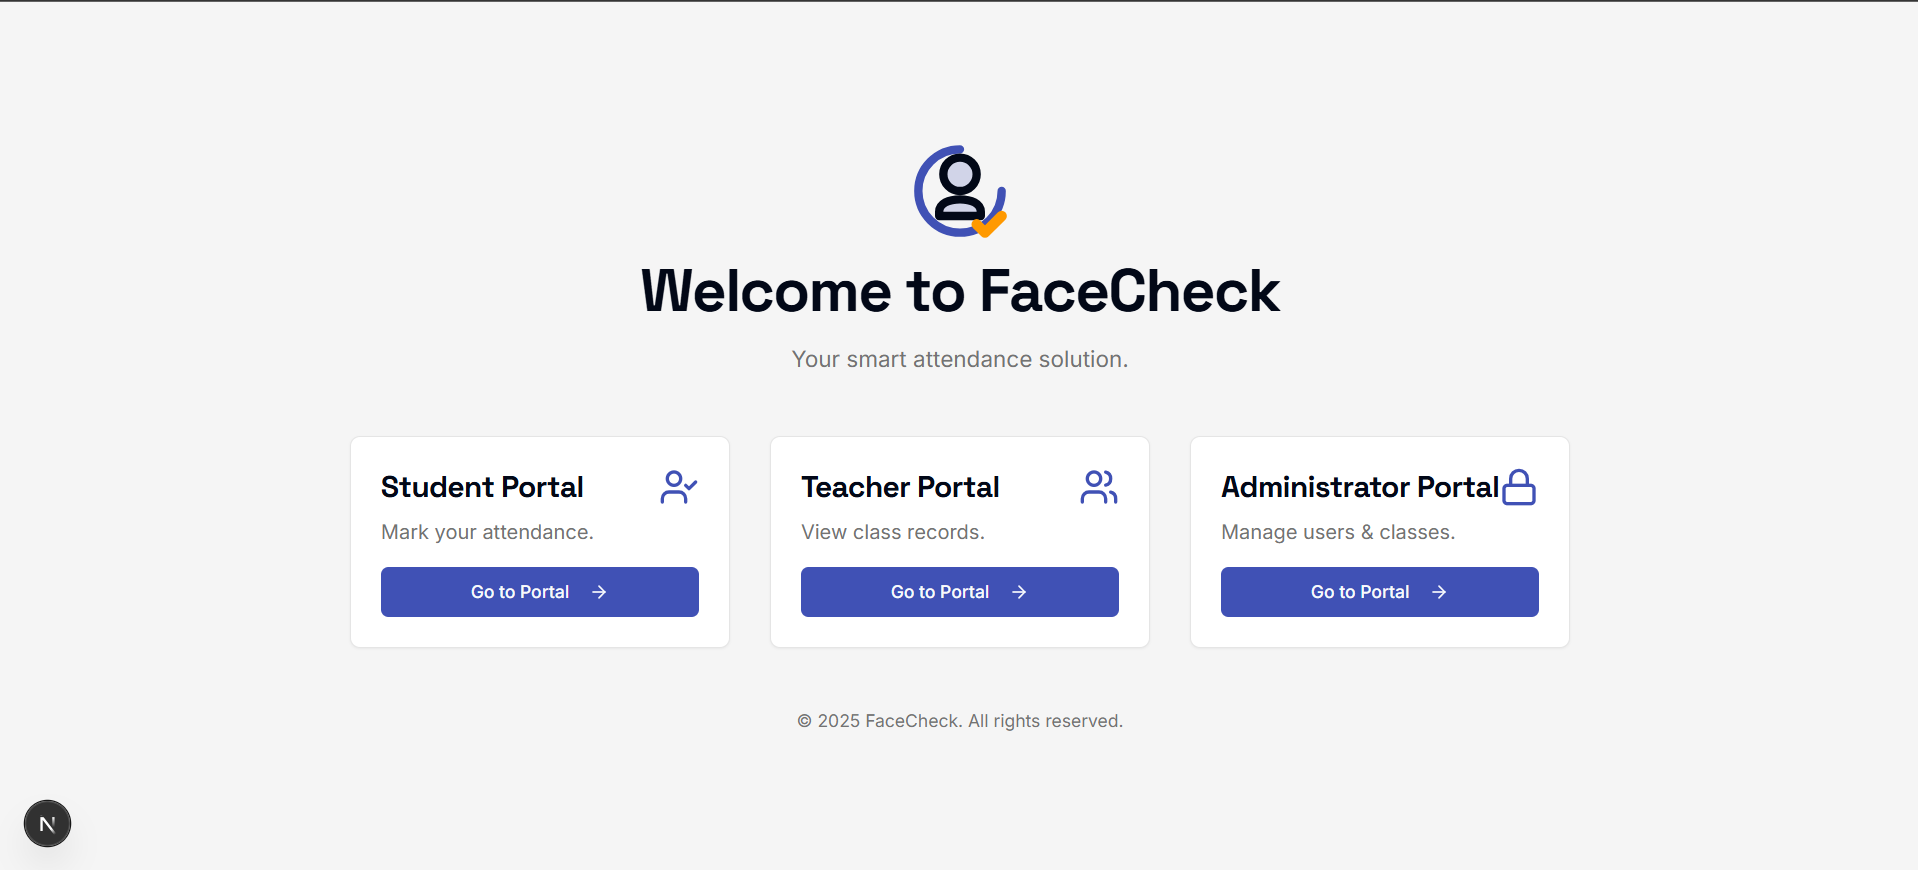 Welcome to FaceCheck
Your smart attendance solution.
Student Portal
Mark your attendance.
Go to Portal
Teacher Portal
View class records.
Go to Portal
Administrator Portal
Manage users & classes.
Go to Portal
© 2025 FaceCheck. All rights reserved.
N